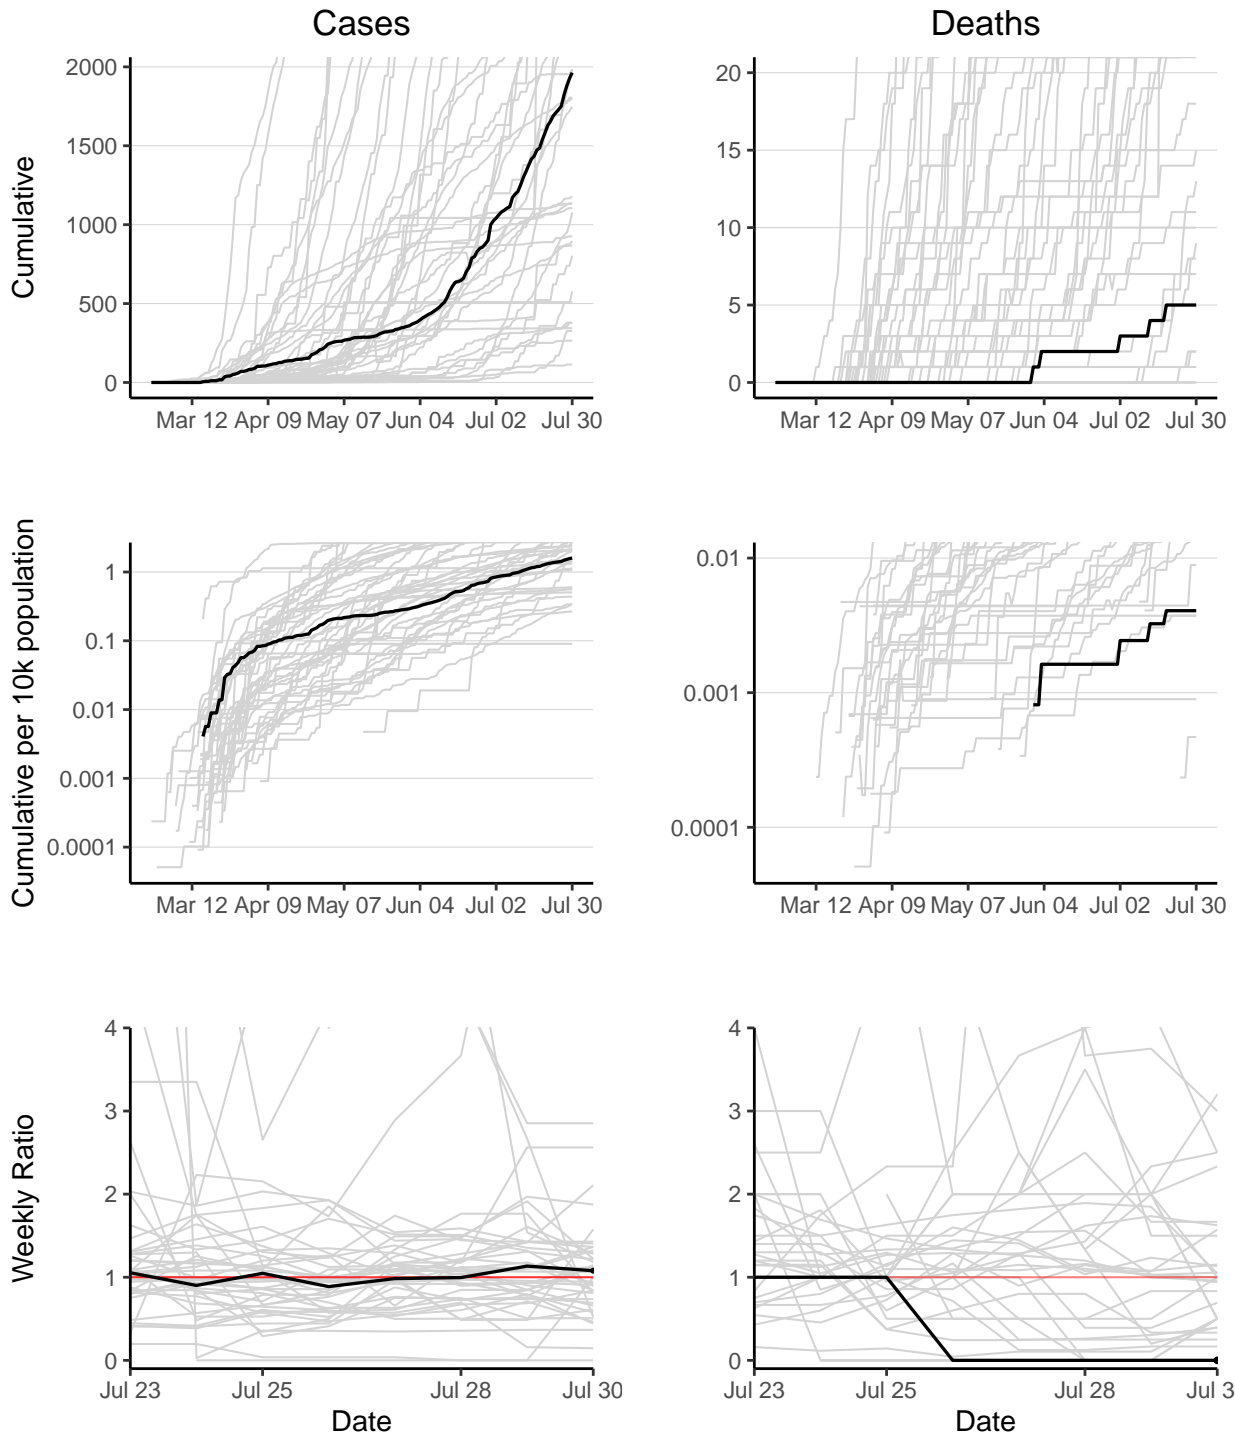 Cases
Deaths
Cumulative
2000
1500
1000
500
0
Mar 12 Apr 09 May 07 Jun 04 Jul 02 Jul 30
20
15
10
5
0
Mar 12 Apr 09 May 07 Jun 04 Jul 02 Jul 30
Cumulative per 10k population
1
0.1
0.01
0.001
0.0001
Mar 12 Apr 09 May 07 Jun 04 Jul 02 Jul 30
0.01
0.001
0.0001
Mar 12 Apr 09 May 07 Jun 04 Jul 02 Jul 30
Weekly Ratio
4
3
2
1
0
Jul 23 Jul 25 Jul 28 Jul 30
Date
4
3
2
1
0
Jul 23 Jul 25 Jul 28 Jul 3
Date